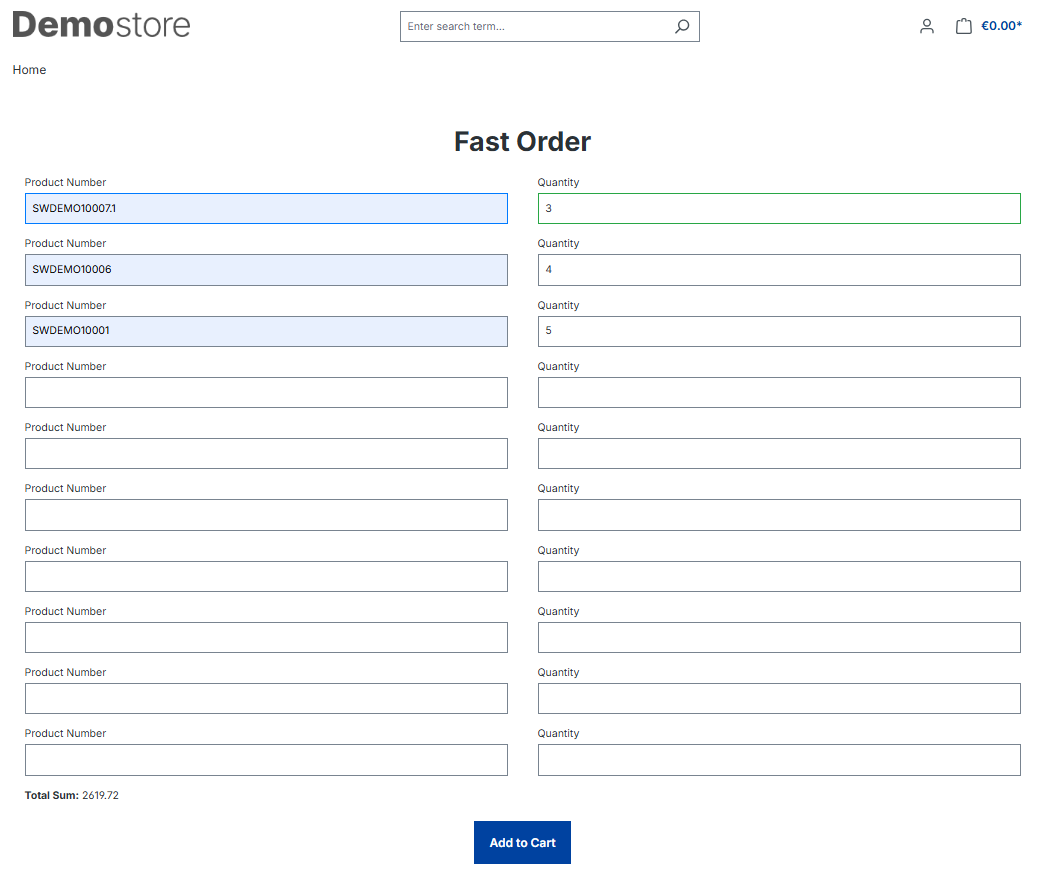 Demostore
Enter search term...
€0.00*
Home
Fast Order
Product Number Quantity
SWDEMO10007.1 3
Product Number Quantity
SWDEMO10006 4
Product Number Quantity
SWDEMO10001 5
Product Number Quantity
Product Number Quantity
Product Number Quantity
Product Number Quantity
Product Number Quantity
Product Number Quantity
Product Number Quantity
Total Sum: 2619.72
Add to Cart